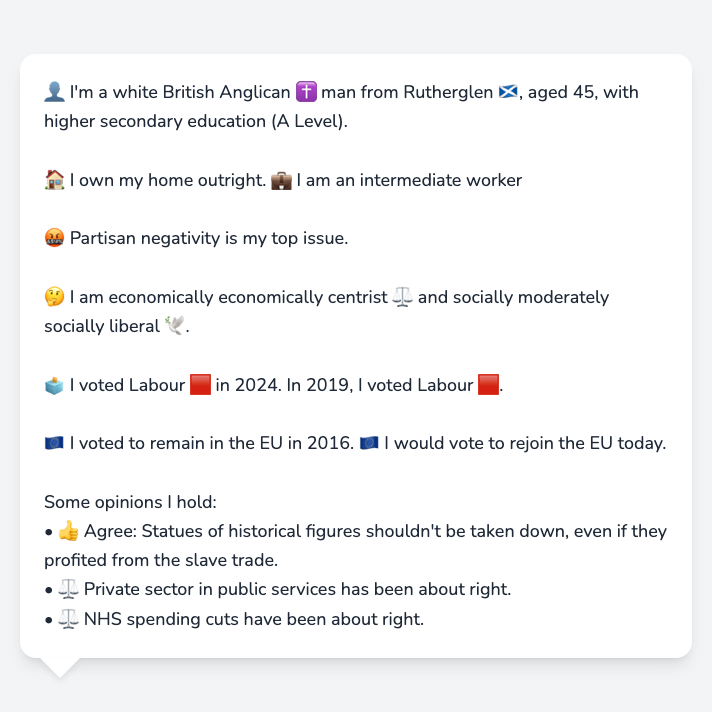 👤 I'm a white British Anglican ✝️ man from Rutherglen 🏴󠁧󠁢󠁳󠁣󠁴󠁿, aged 45, with
higher secondary education (A Level).
🏠 I own my home outright. 💼 I am an intermediate worker
🤬 Partisan negativity is my top issue.
🤔 I am economically economically centrist ⚖️ and socially moderately
socially liberal 🕊️.
🗳️ I voted Labour 🟥 in 2024. In 2019, I voted Labour 🟥.
🇪🇺 I voted to remain in the EU in 2016. 🇪🇺 I would vote to rejoin the EU today.
Some opinions I hold:
• 👍 Agree: Statues of historical figures shouldn't be taken down, even if they
profited from the slave trade.
• ⚖️ Private sector in public services has been about right.
• ⚖️ NHS spending cuts have been about right.